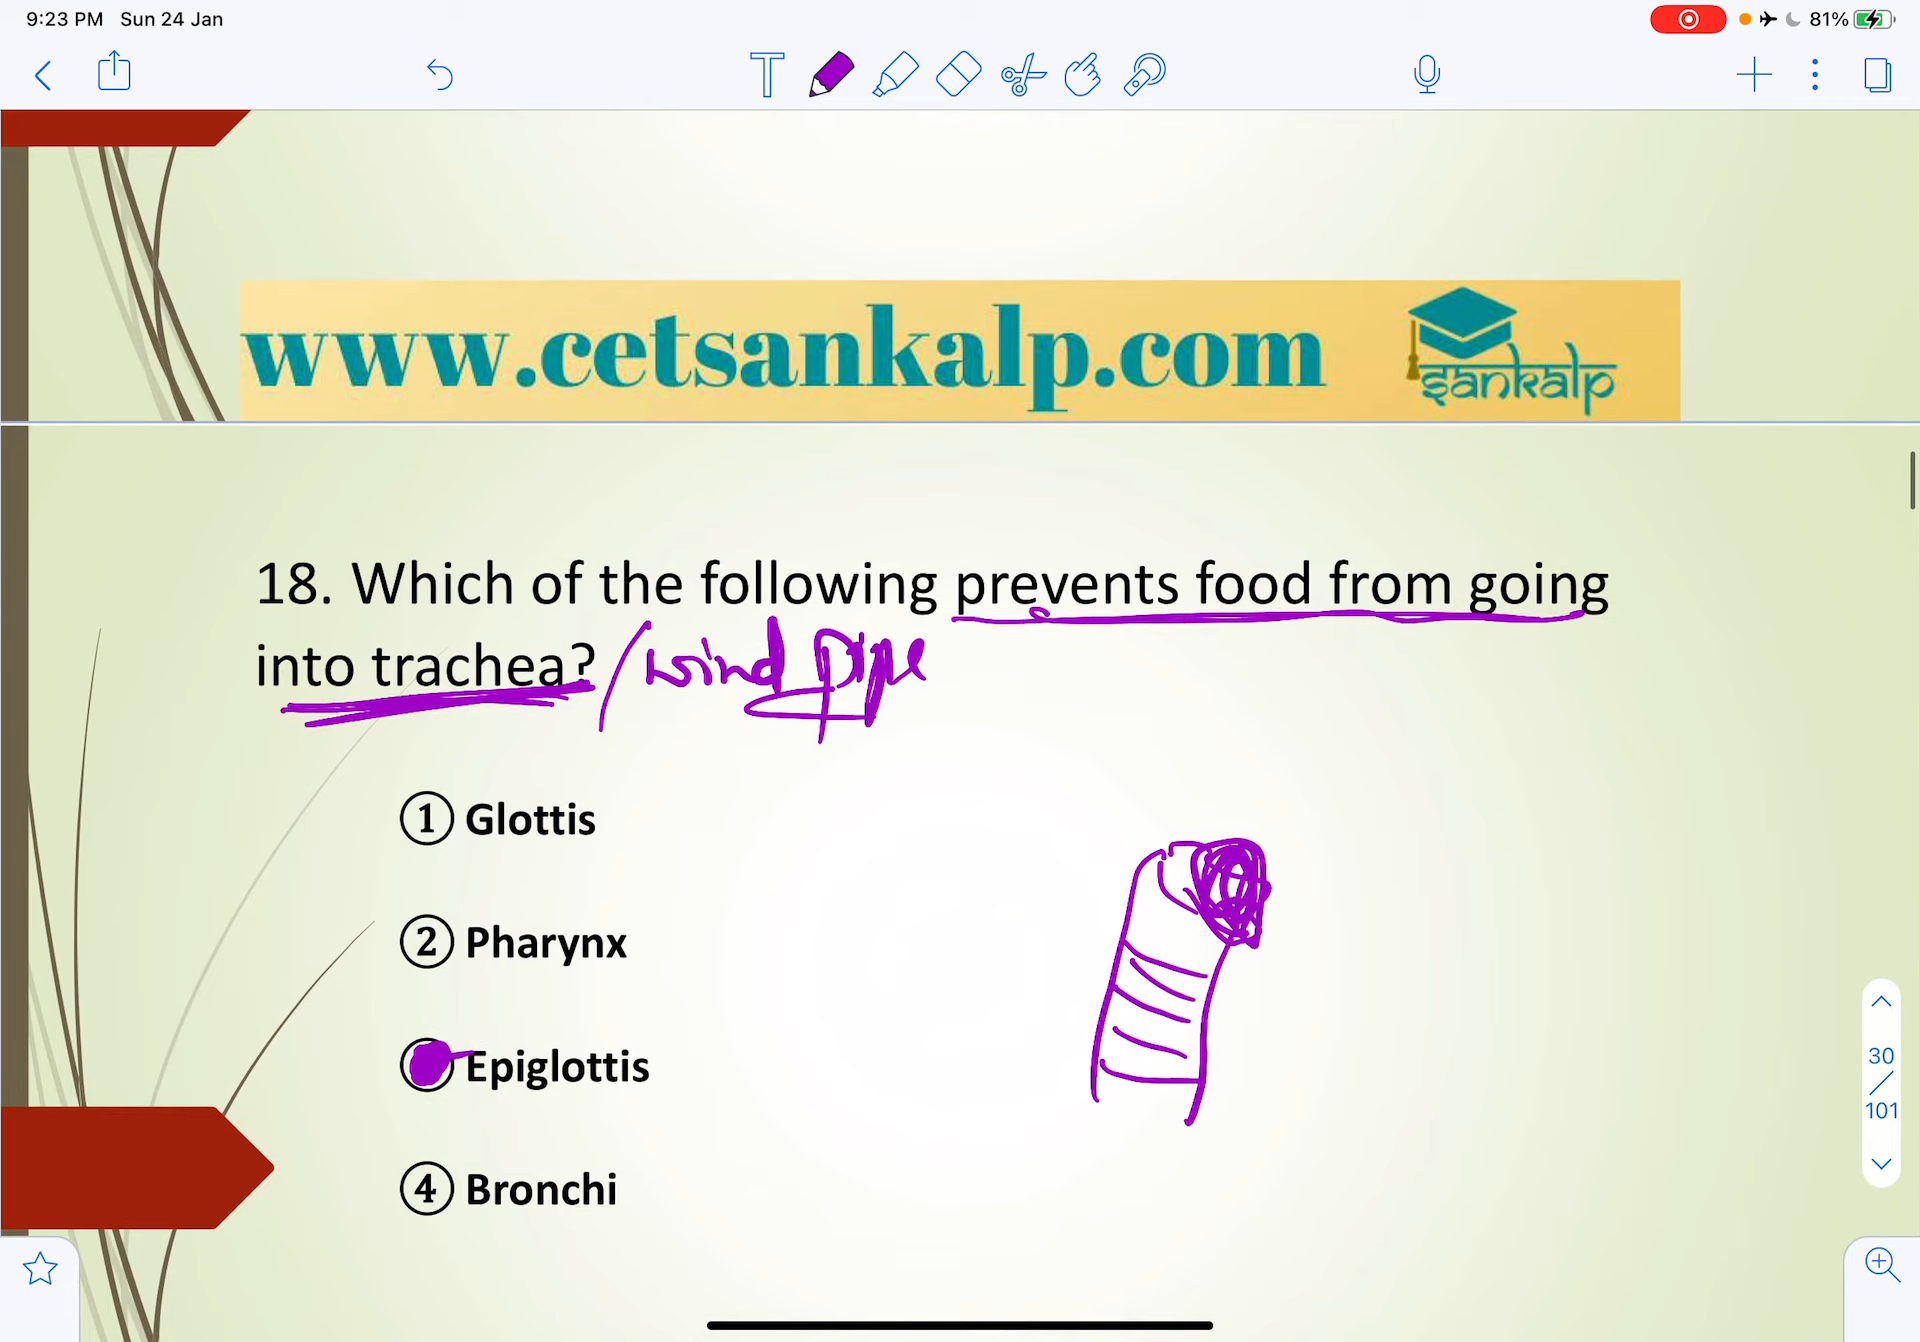 9:23 PM Sun 24 Jan
81%
T
www.cetsankalp.com
sankalp
18. Which of the following prevents food from going
into trachea? / wind pipe
1 Glottis
2 Pharynx
Epiglottis
4 Bronchi
30
/
101